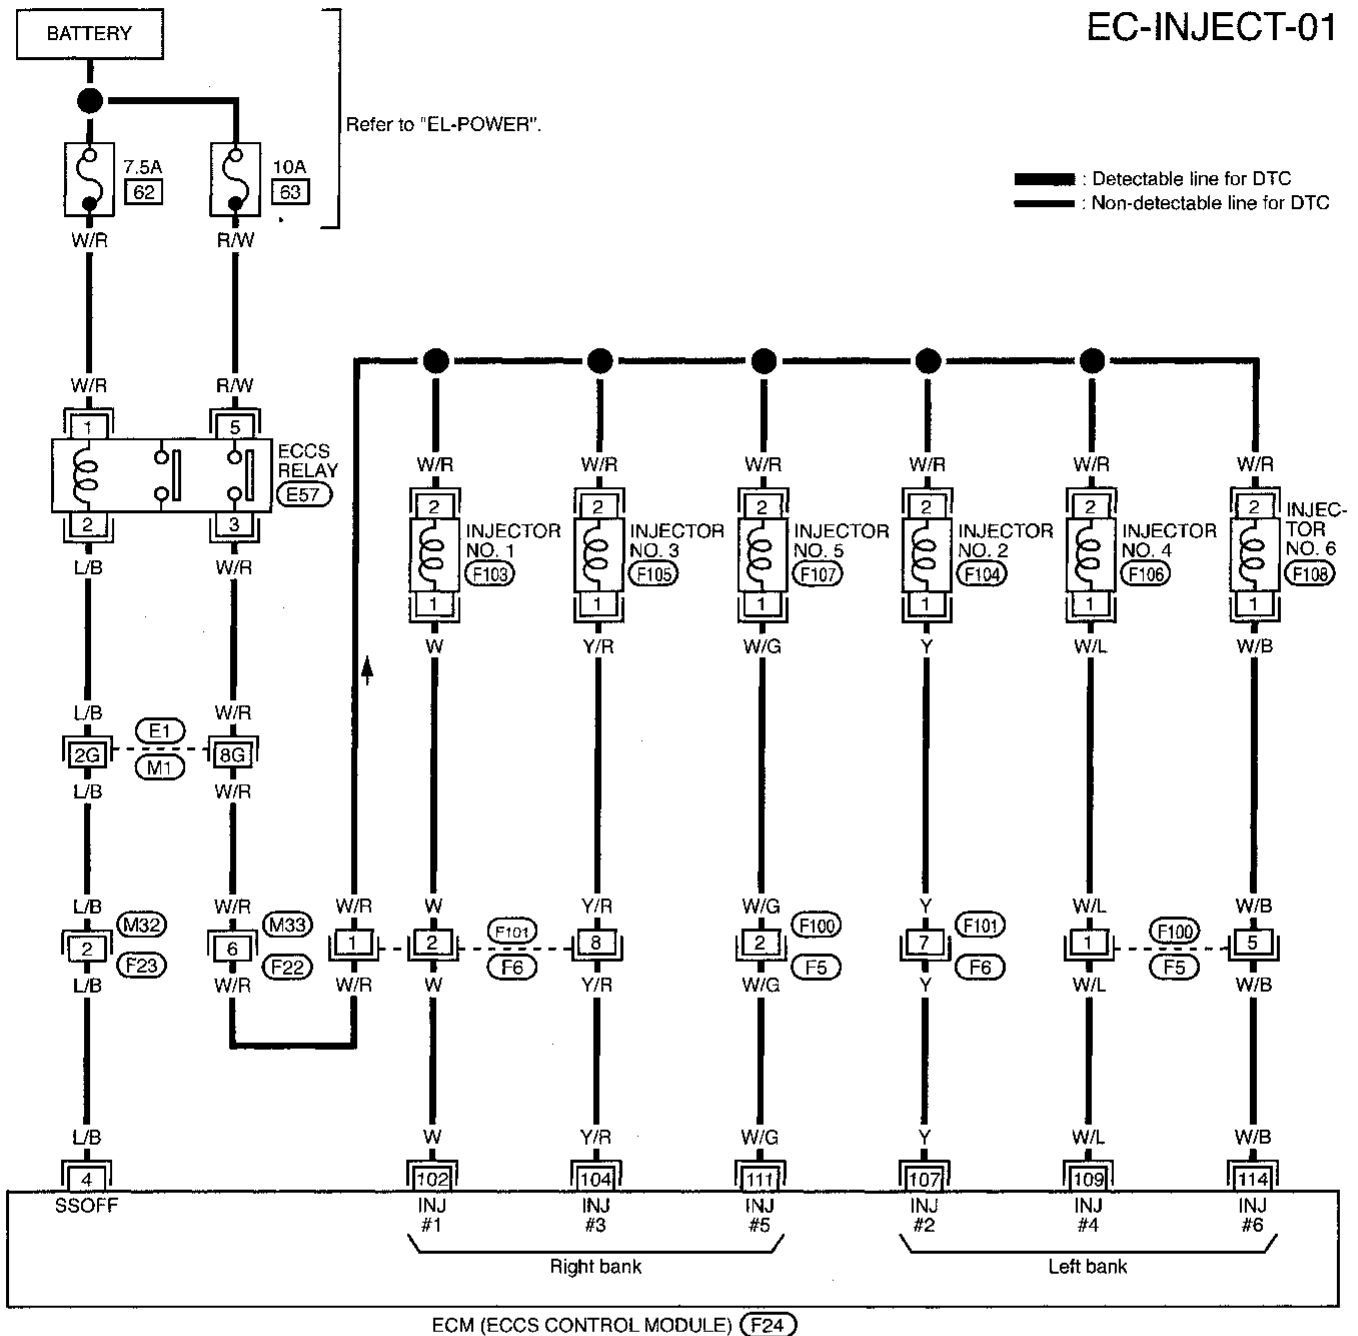 EC-INJECT-01
BATTERY
Refer to "EL-POWER".
7.5A
62
10A
63
: Detectable line for DTC
: Non-detectable line for DTC
W/R R/W
W/R R/W
1 5
ECCS
RELAY
E57
2 3
L/B W/R
W/R W/R W/R W/R W/R W/R
2 2 2 2 2 2
INJECTOR
NO. 1
F103
INJECTOR
NO. 3
F105
INJECTOR
NO. 5
F107
INJECTOR
NO. 2
F104
INJECTOR
NO. 4
F106
INJEC-
TOR
NO. 6
F108
1 1 1 1 1 1
W Y/R W/G Y W/L W/B
L/B W/R
2G E1 M1 8G
L/B W/R
L/B W/R W/R W Y/R W/G Y W/L W/B
2 M32 F23
6 M33 F22
1 2 F101 F6 8
2 F100 F5
7 F101 F6
1 F100 F5 5
L/B W/R W/R W Y/R W/G Y W/L W/B
L/B W Y/R W/G Y W/L W/B
4 102 104 111 107 109 114
SSOFF
INJ
#1
INJ
#3
INJ
#5
INJ
#2
INJ
#4
INJ
#6
Right bank
Left bank
ECM (ECCS CONTROL MODULE) F24